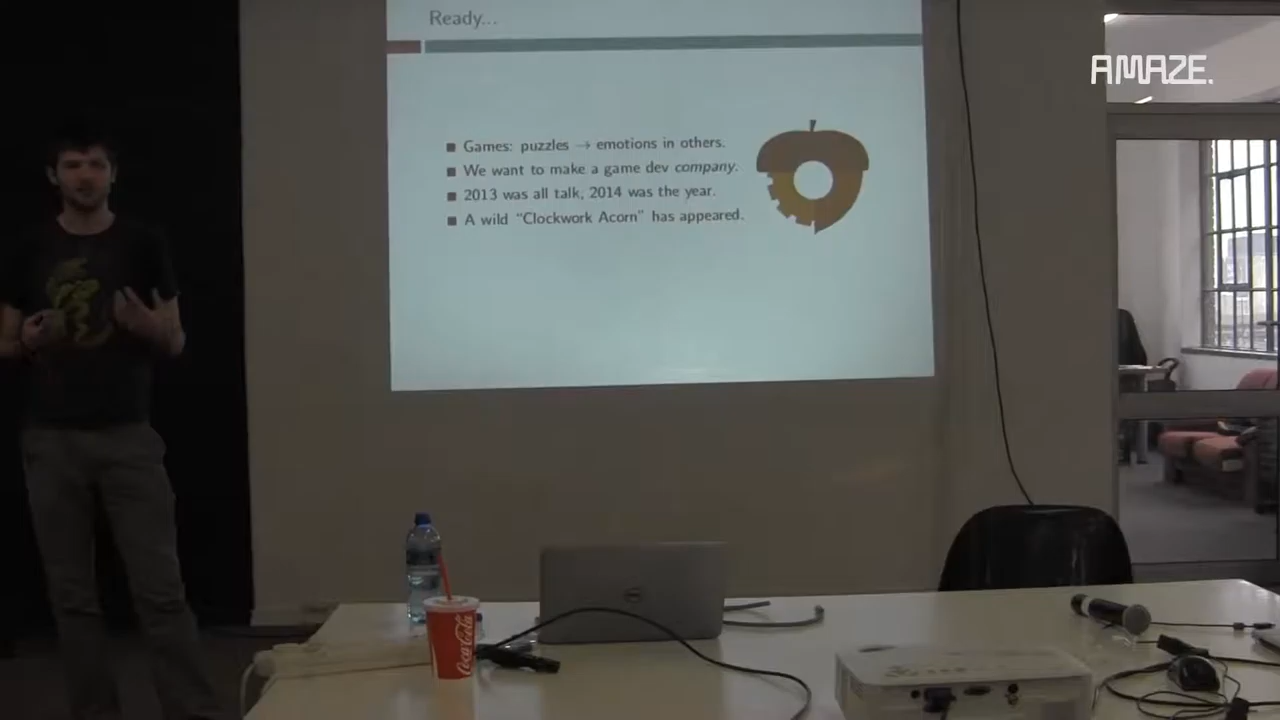 Ready...
AMAZE.
Games: puzzles → emotions in others.
We want to make a game dev company.
2013 was all talk, 2014 was the year.
A wild “Clockwork Acorn” has appeared.
Coca-Cola